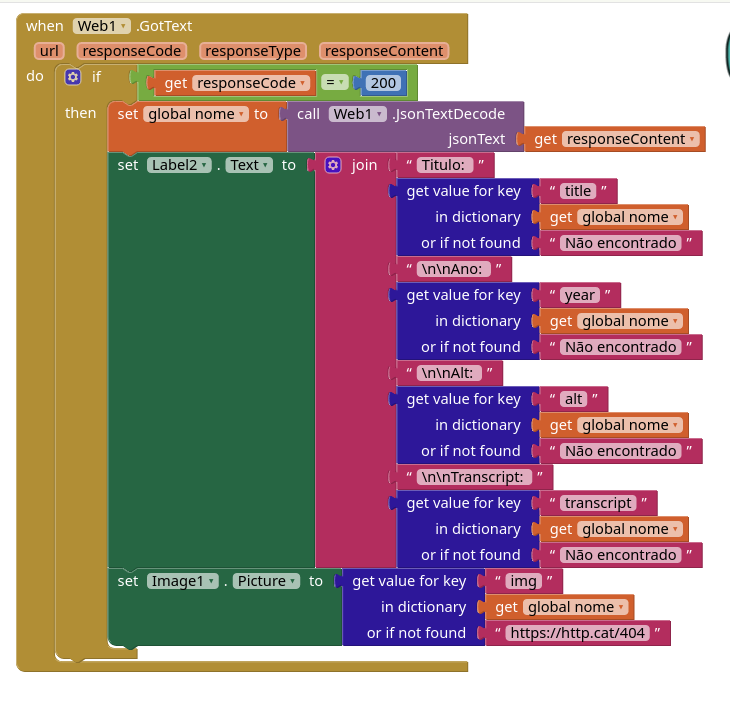 when Web1 .GotText
url responseCode responseType responseContent
do if get responseCode = 200
then set global nome to call Web1 .JsonTextDecode
jsonText get responseContent
set Label2 . Text to join “ Titulo: ”
get value for key “ title ”
in dictionary get global nome
or if not found “ Não encontrado ”
“ \n\nAno: ”
get value for key “ year ”
in dictionary get global nome
or if not found “ Não encontrado ”
“ \n\nAlt: ”
get value for key “ alt ”
in dictionary get global nome
or if not found “ Não encontrado ”
“ \n\nTranscript: ”
get value for key “ transcript ”
in dictionary get global nome
or if not found “ Não encontrado ”
set Image1 . Picture to get value for key “ img ”
in dictionary get global nome
or if not found “ https://http.cat/404 ”